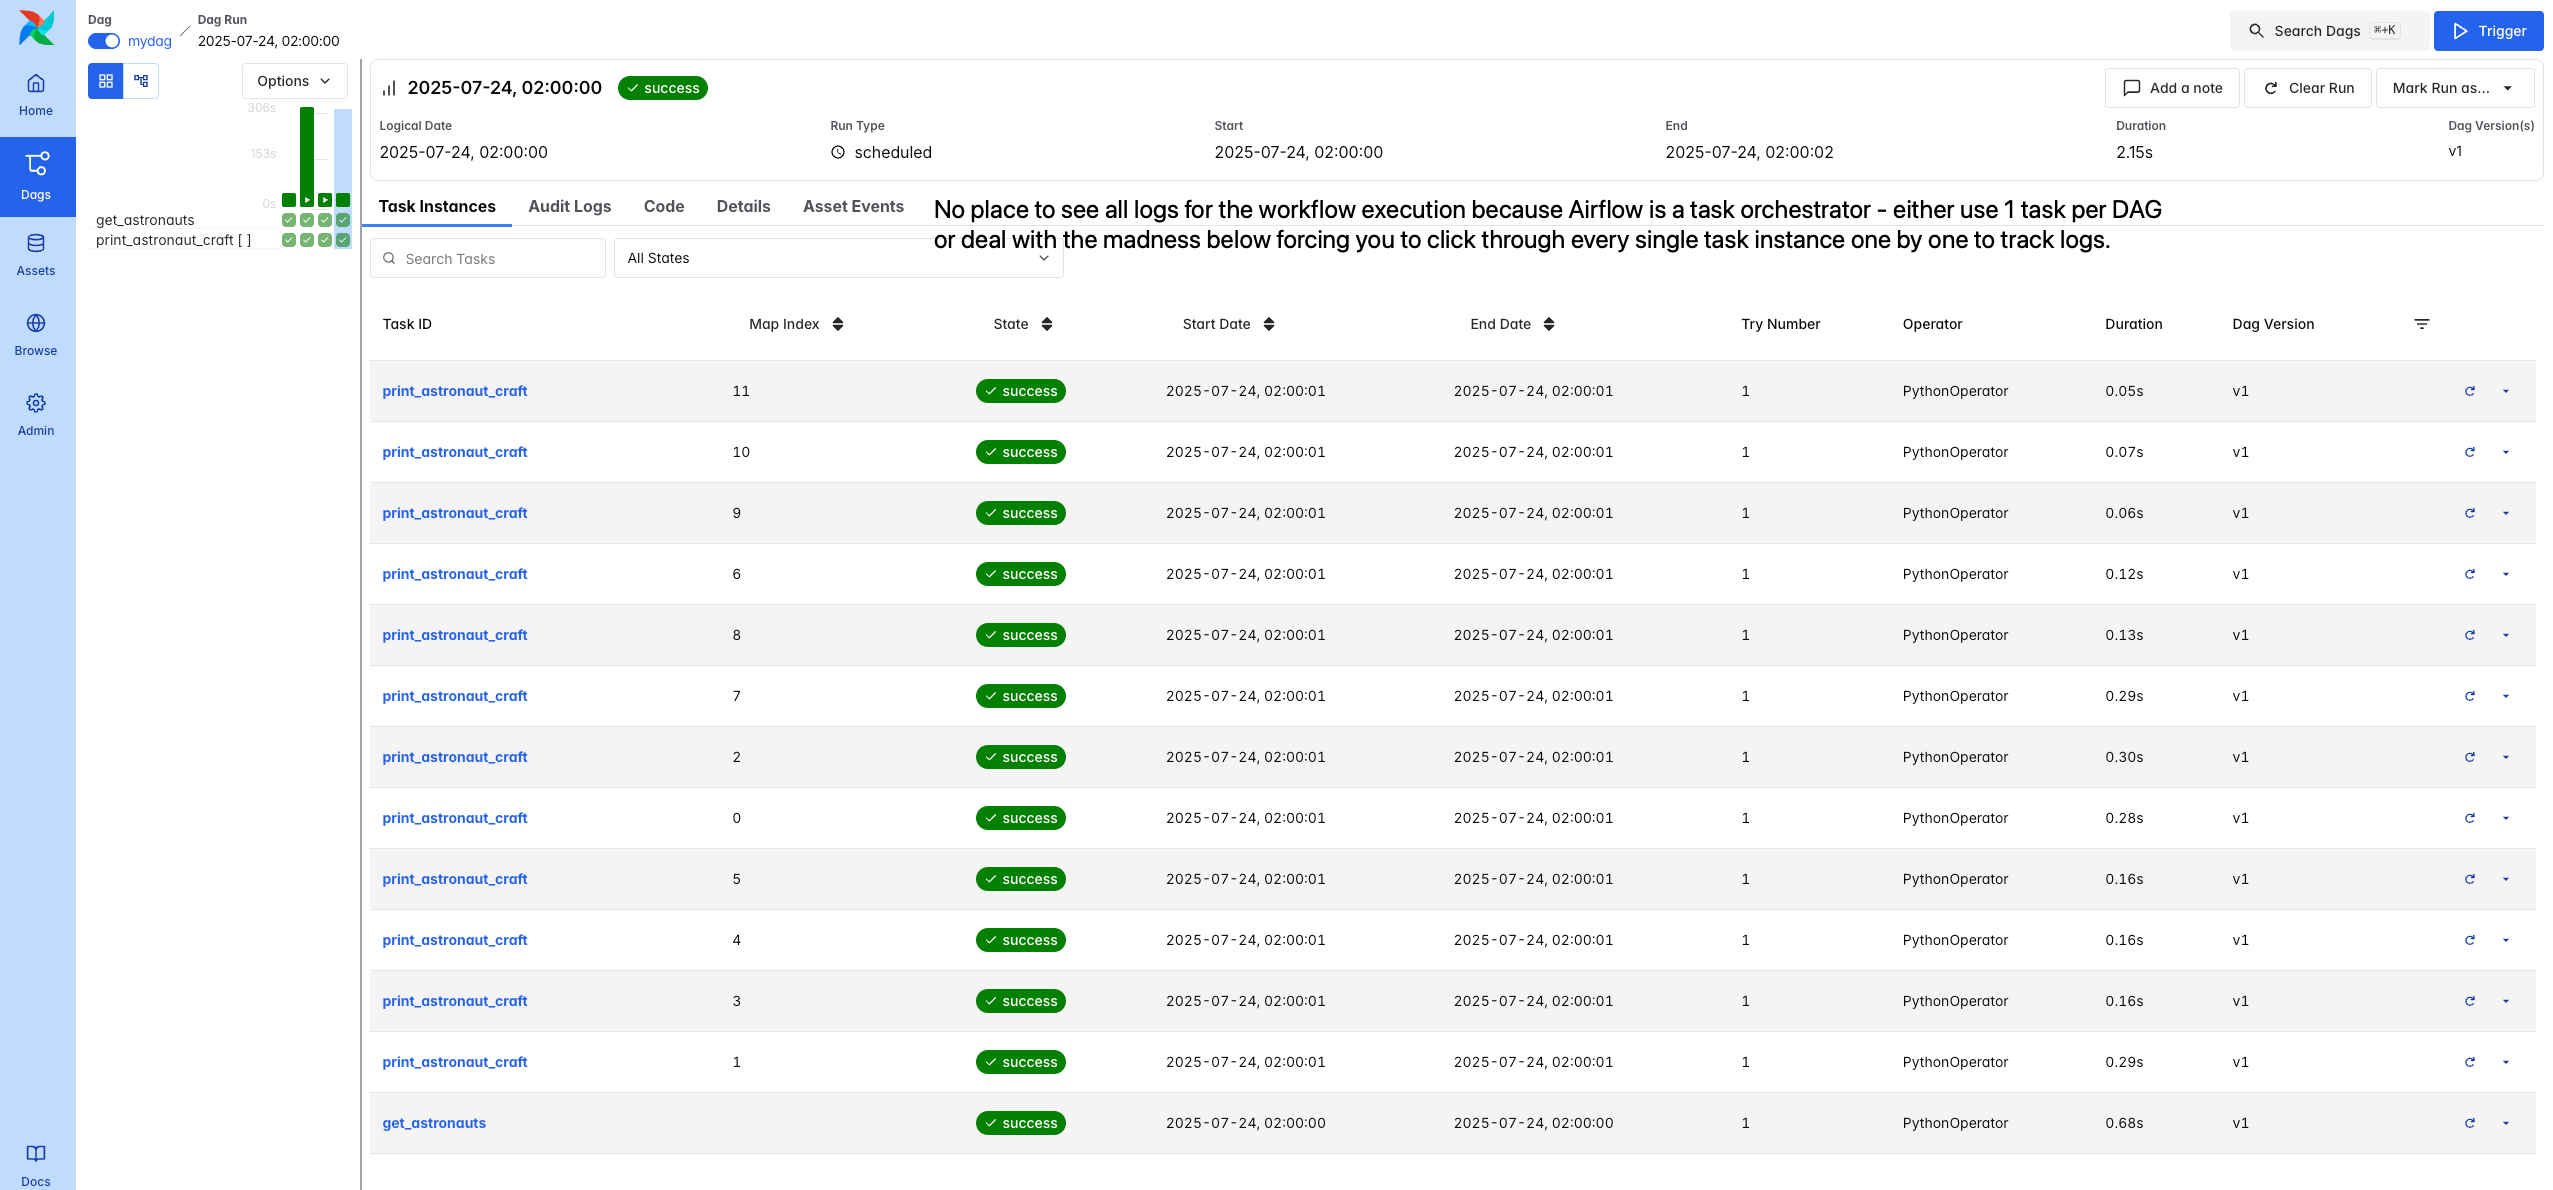 Dag
mydag
/
Dag Run
2025-07-24, 02:00:00
Search Dags ⌘+K
Trigger
Home
Dags
Assets
Browse
Admin
Docs
Options
306s
153s
0s
get_astronauts
print_astronaut_craft [ ]
2025-07-24, 02:00:00 success
Add a note
Clear Run
Mark Run as...
Logical Date Run Type Start End Duration Dag Version(s)
2025-07-24, 02:00:00 scheduled 2025-07-24, 02:00:00 2025-07-24, 02:00:02 2.15s v1
Task Instances Audit Logs Code Details Asset Events
No place to see all logs for the workflow execution because Airflow is a task orchestrator - either use 1 task per DAG
or deal with the madness below forcing you to click through every single task instance one by one to track logs.
Search Tasks All States
Task ID Map Index State Start Date End Date Try Number Operator Duration Dag Version
print_astronaut_craft 11 success 2025-07-24, 02:00:01 2025-07-24, 02:00:01 1 PythonOperator 0.05s v1
print_astronaut_craft 10 success 2025-07-24, 02:00:01 2025-07-24, 02:00:01 1 PythonOperator 0.07s v1
print_astronaut_craft 9 success 2025-07-24, 02:00:01 2025-07-24, 02:00:01 1 PythonOperator 0.06s v1
print_astronaut_craft 6 success 2025-07-24, 02:00:01 2025-07-24, 02:00:01 1 PythonOperator 0.12s v1
print_astronaut_craft 8 success 2025-07-24, 02:00:01 2025-07-24, 02:00:01 1 PythonOperator 0.13s v1
print_astronaut_craft 7 success 2025-07-24, 02:00:01 2025-07-24, 02:00:01 1 PythonOperator 0.29s v1
print_astronaut_craft 2 success 2025-07-24, 02:00:01 2025-07-24, 02:00:01 1 PythonOperator 0.30s v1
print_astronaut_craft 0 success 2025-07-24, 02:00:01 2025-07-24, 02:00:01 1 PythonOperator 0.28s v1
print_astronaut_craft 5 success 2025-07-24, 02:00:01 2025-07-24, 02:00:01 1 PythonOperator 0.16s v1
print_astronaut_craft 4 success 2025-07-24, 02:00:01 2025-07-24, 02:00:01 1 PythonOperator 0.16s v1
print_astronaut_craft 3 success 2025-07-24, 02:00:01 2025-07-24, 02:00:01 1 PythonOperator 0.16s v1
print_astronaut_craft 1 success 2025-07-24, 02:00:01 2025-07-24, 02:00:01 1 PythonOperator 0.29s v1
get_astronauts success 2025-07-24, 02:00:00 2025-07-24, 02:00:00 1 PythonOperator 0.68s v1